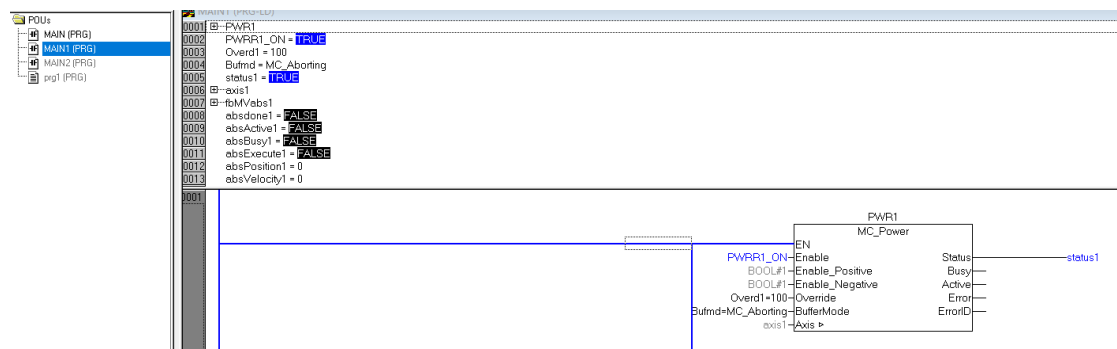 POUs
MAIN (PRG)
MAIN1 (PRG)
MAIN2 (PRG)
prg1 (PRG)
MAIN1 (PRG-LD)
0001 PWR1
0002 PWRR1_ON = TRUE
0003 Overd1 = 100
0004 Bufmd = MC_Aborting
0005 status1 = TRUE
0006 axis1
0007 fbMVabs1
0008 absdone1 = FALSE
0009 absActive1 = FALSE
0010 absBusy1 = FALSE
0011 absExecute1 = FALSE
0012 absPosition1 = 0
0013 absVelocity1 = 0
0001
PWR1
MC_Power
EN
PWRR1_ON Enable Status status1
BOOL#1 Enable_Positive Busy
BOOL#1 Enable_Negative Active
Overd1=100 Override Error
Bufmd=MC_Aborting BufferMode ErrorID
axis1 Axis